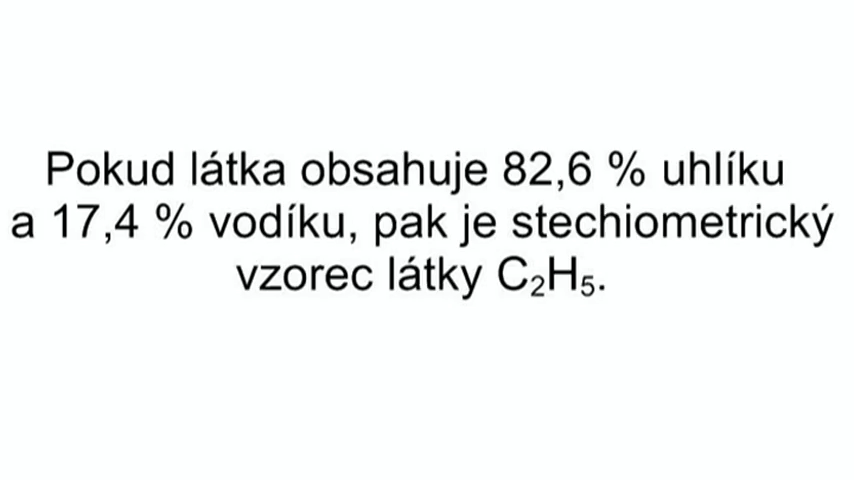 Pokud látka obsahuje 82,6 % uhlíku
a 17,4 % vodíku, pak je stechiometrický
vzorec látky C₂H₅.